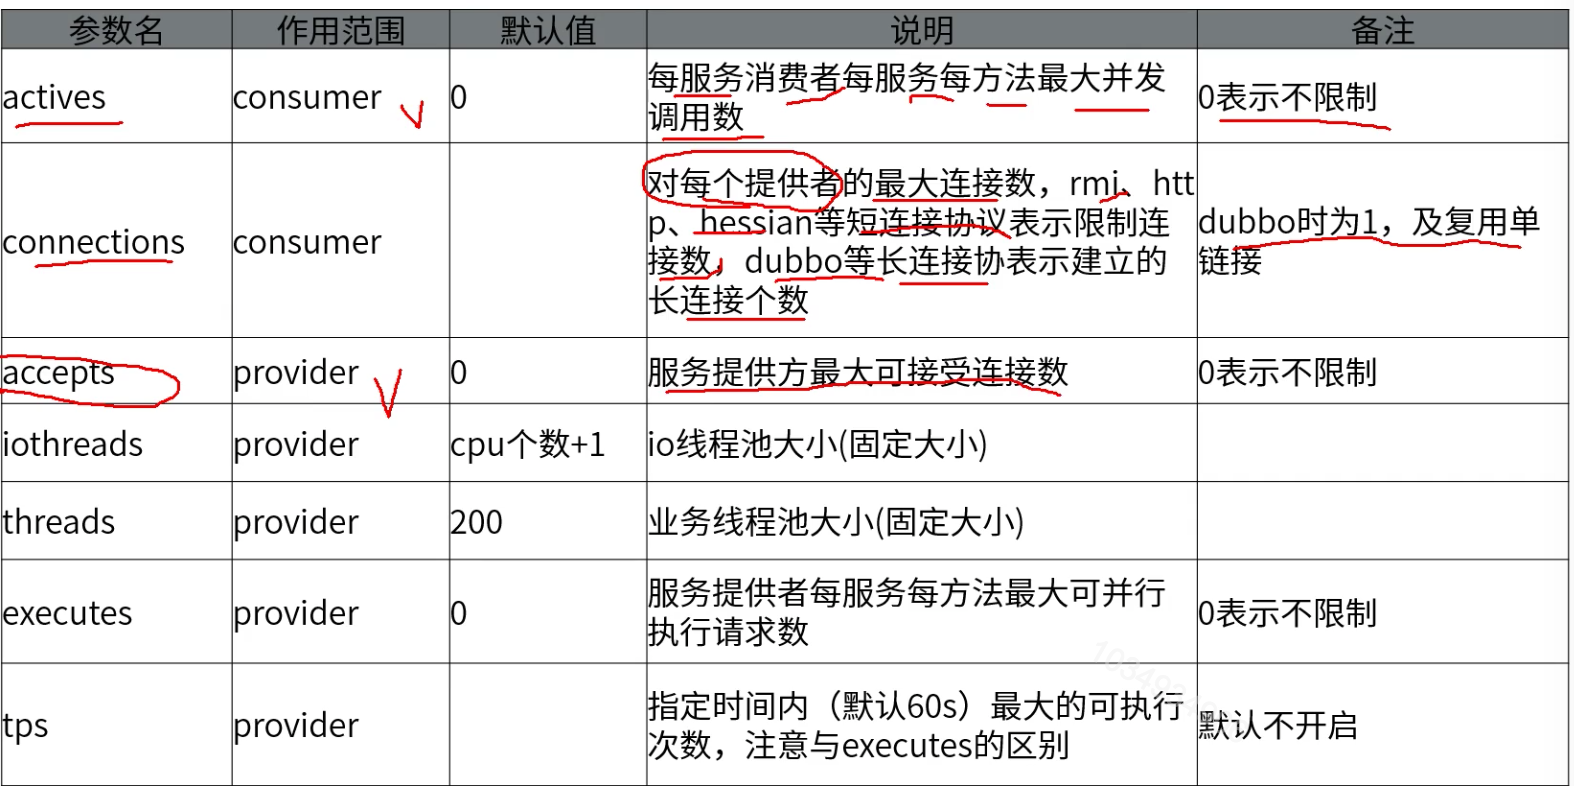 参数名 作用范围 默认值 说明 备注
actives consumer 0 每服务消费者每服务每方法最大并发
调用数 0表示不限制
connections consumer 对每个提供者的最大连接数，rmi、htt
p、hessian等短连接协议表示限制连
接数，dubbo等长连接协表示建立的
长连接个数 dubbo时为1，及复用单
链接
accepts provider 0 服务提供方最大可接受连接数 0表示不限制
iothreads provider cpu个数+1 io线程池大小(固定大小)
threads provider 200 业务线程池大小(固定大小)
executes provider 0 服务提供者每服务每方法最大可并行
执行请求数 0表示不限制
tps provider 指定时间内（默认60s）最大的可执行
次数，注意与executes的区别 默认不开启